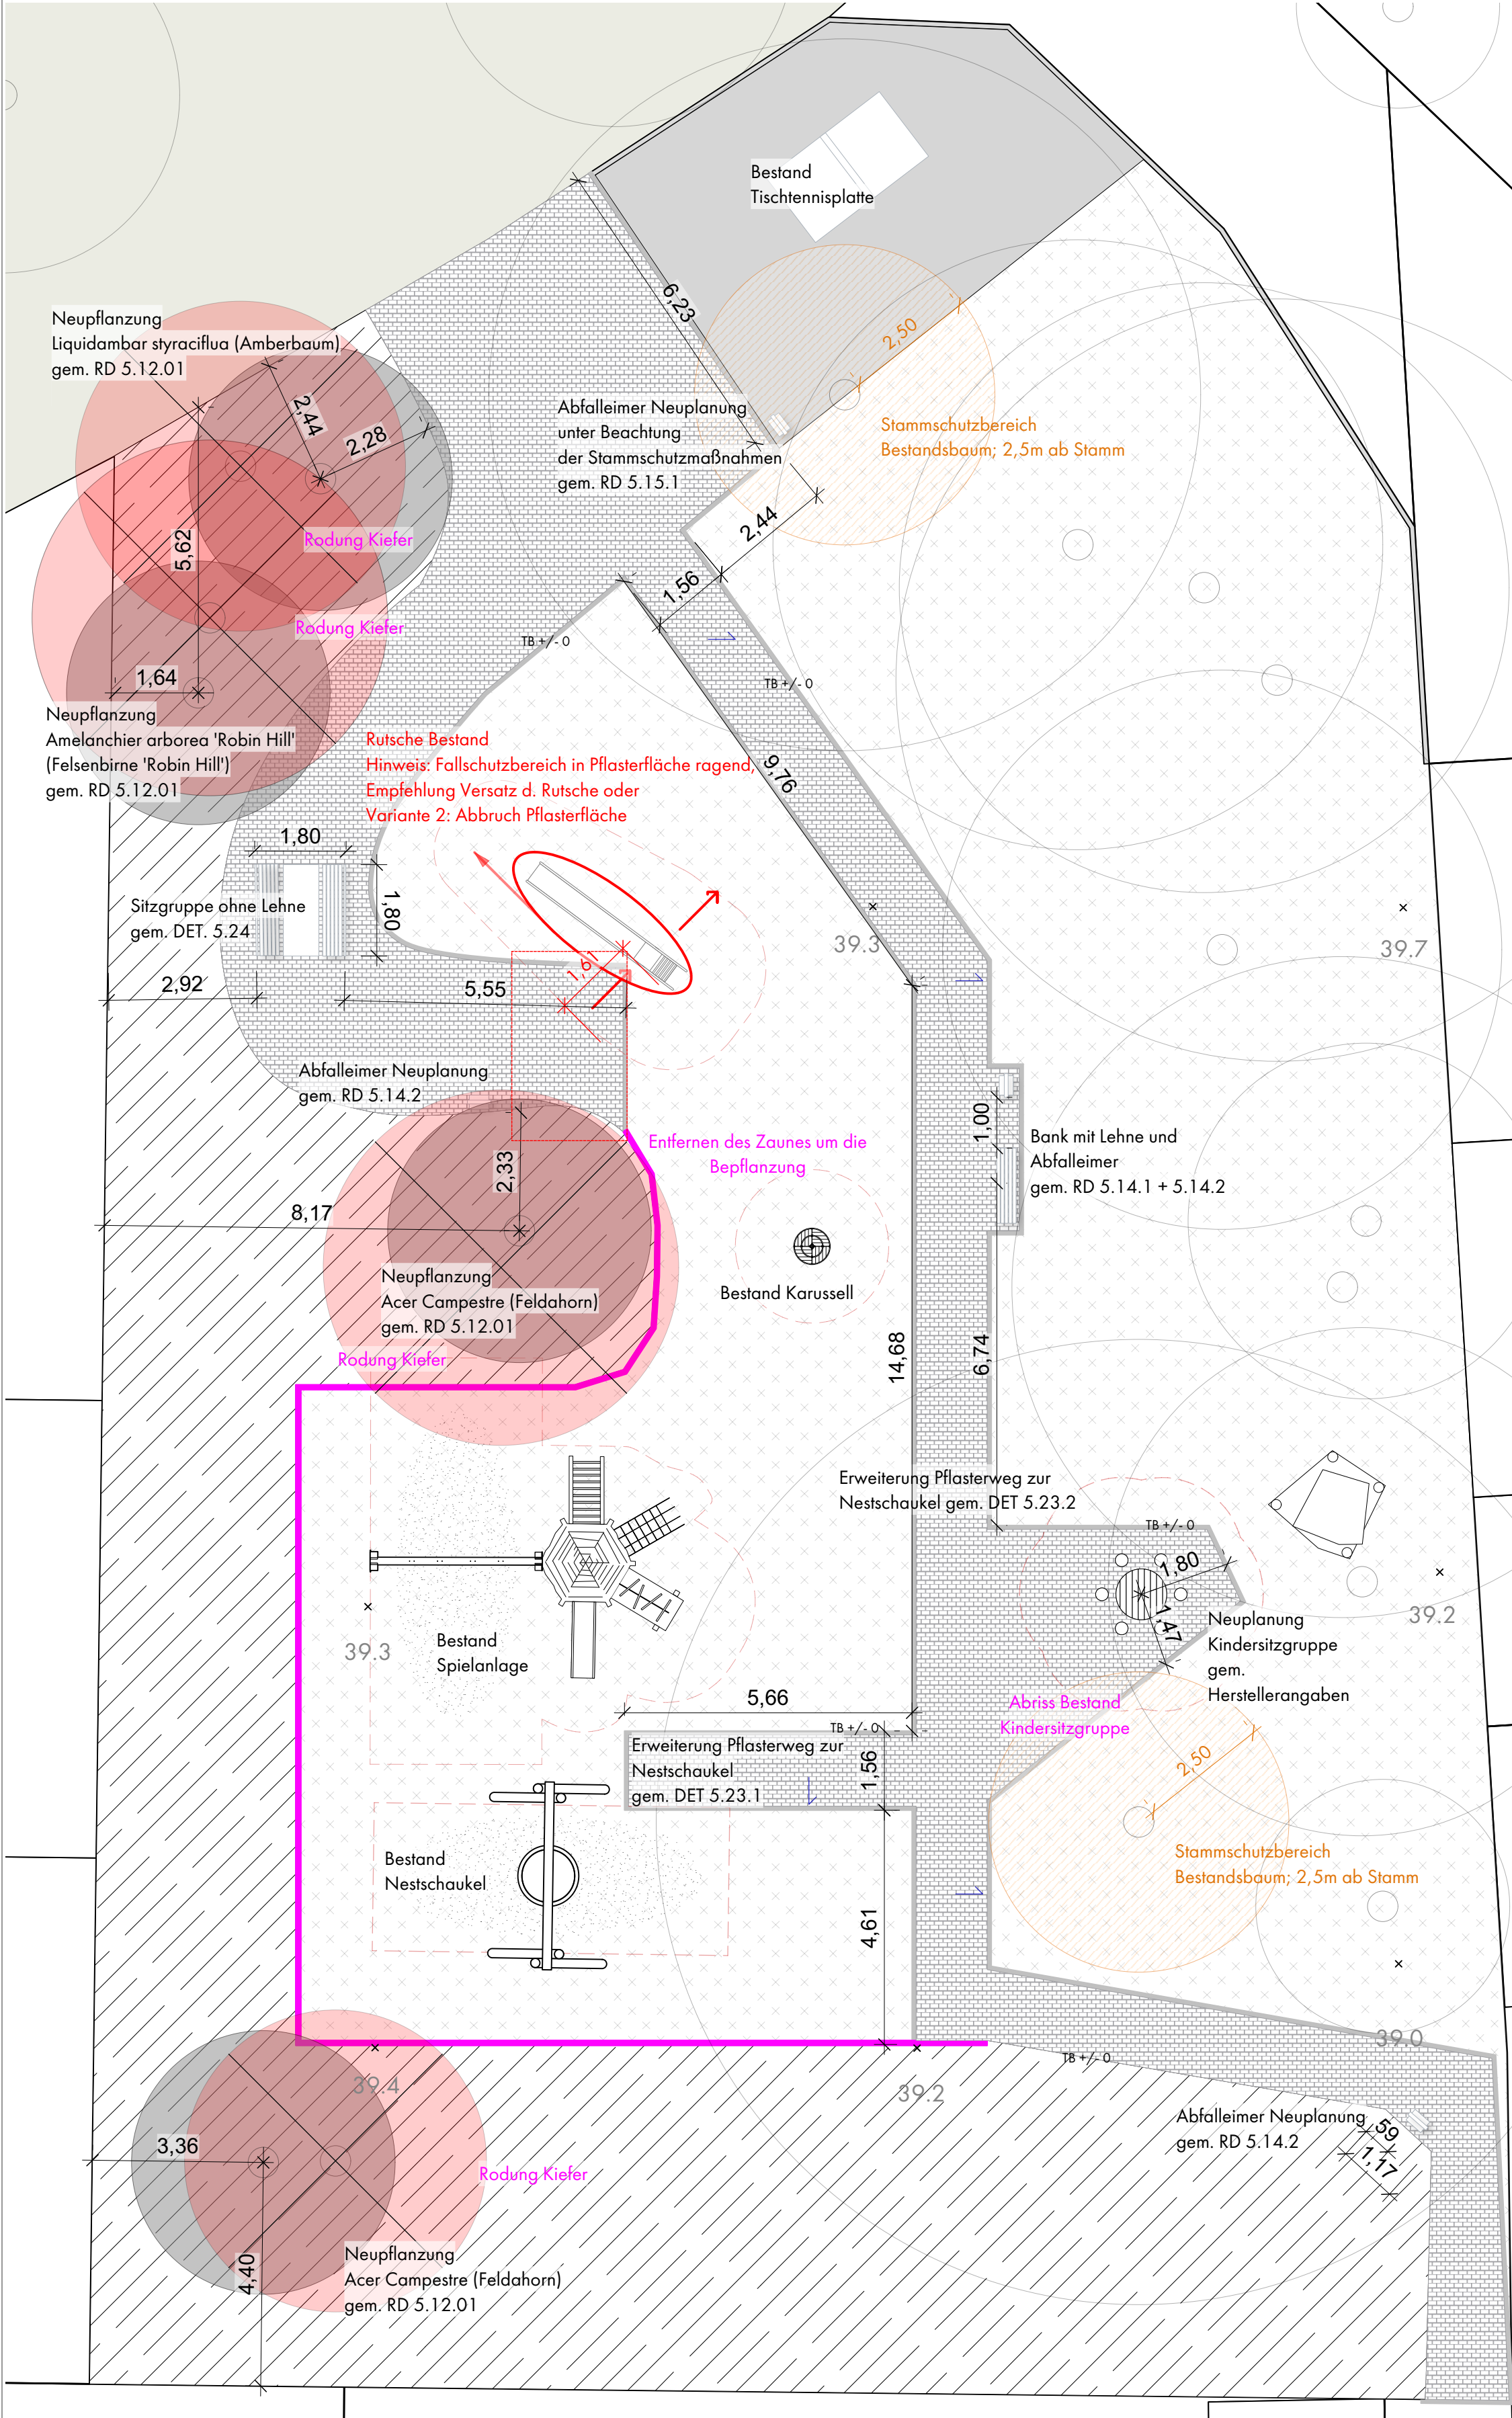 Bestand
Tischtennisplatte
6,23
2,50
Neupflanzung
Liquidambar styraciflua (Amberbaum)
gem. RD 5.12.01
2,44
2,28
Abfalleimer Neuplanung
unter Beachtung
der Stammschutzmaßnahmen
gem. RD 5.15.1
Stammschutzbereich
Bestandsbaum; 2,5m ab Stamm
5,62
Rodung Kiefer
2,44
1,56
Rodung Kiefer
TB +/- 0
TB +/- 0
1,64
Neupflanzung
Amelanchier arborea 'Robin Hill'
(Felsenbirne 'Robin Hill')
gem. RD 5.12.01
Rutsche Bestand
Hinweis: Fallschutzbereich in Pflasterfläche ragend,
Empfehlung Versatz d. Rutsche oder
Variante 2: Abbruch Pflasterfläche
9,76
1,80
1,80
Sitzgruppe ohne Lehne
gem. DET. 5.24
39.3
39.7
2,92
5,55
1,61
Abfalleimer Neuplanung
gem. RD 5.14.2
1,00
Bank mit Lehne und
Abfalleimer
gem. RD 5.14.1 + 5.14.2
Entfernen des Zaunes um die
Bepflanzung
2,33
8,17
Neupflanzung
Acer Campestre (Feldahorn)
gem. RD 5.12.01
Bestand Karussell
Rodung Kiefer
14,68
6,74
Erweiterung Pflasterweg zur
Nestschaukel gem. DET 5.23.2
TB +/- 0
1,80
1,47
39.2
Neuplanung
Kindersitzgruppe
gem.
Herstellerangaben
39.3
Bestand
Spielanlage
5,66
Abriss Bestand
Kindersitzgruppe
TB +/- 0
Erweiterung Pflasterweg zur
Nestschaukel
gem. DET 5.23.1
1,56
2,50
Stammschutzbereich
Bestandsbaum; 2,5m ab Stamm
Bestand
Nestschaukel
4,61
39.0
TB +/- 0
39.4
39.2
Abfalleimer Neuplanung
gem. RD 5.14.2
59
1,17
3,36
Rodung Kiefer
4,40
Neupflanzung
Acer Campestre (Feldahorn)
gem. RD 5.12.01